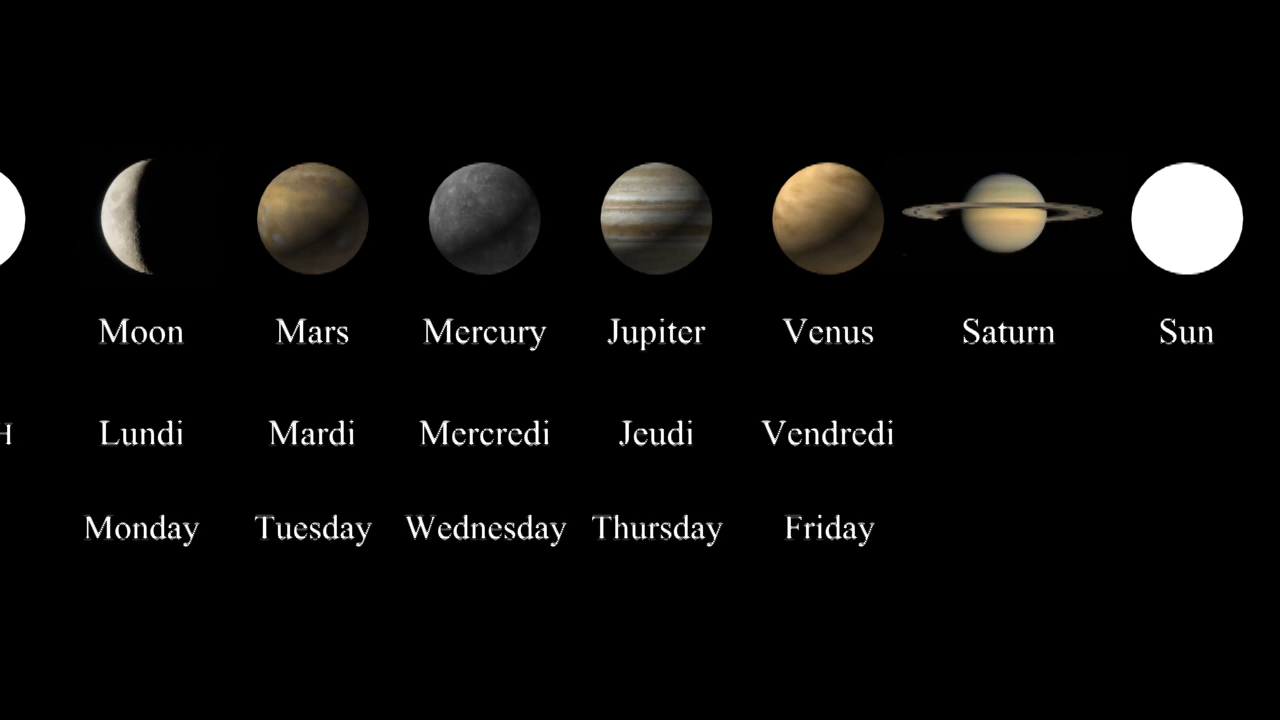 Moon Mars Mercury Jupiter Venus Saturn Sun
H Lundi Mardi Mercredi Jeudi Vendredi
Monday Tuesday Wednesday Thursday Friday